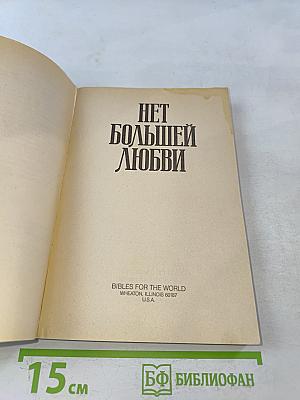 НЕТ
БОЛЬШЕЙ
ЛЮБВИ
BIBLES FOR THE WORLD
WHEATON, ILLINOIS 60187
U.S.A.
15 см
БФ БИБЛИОФАН